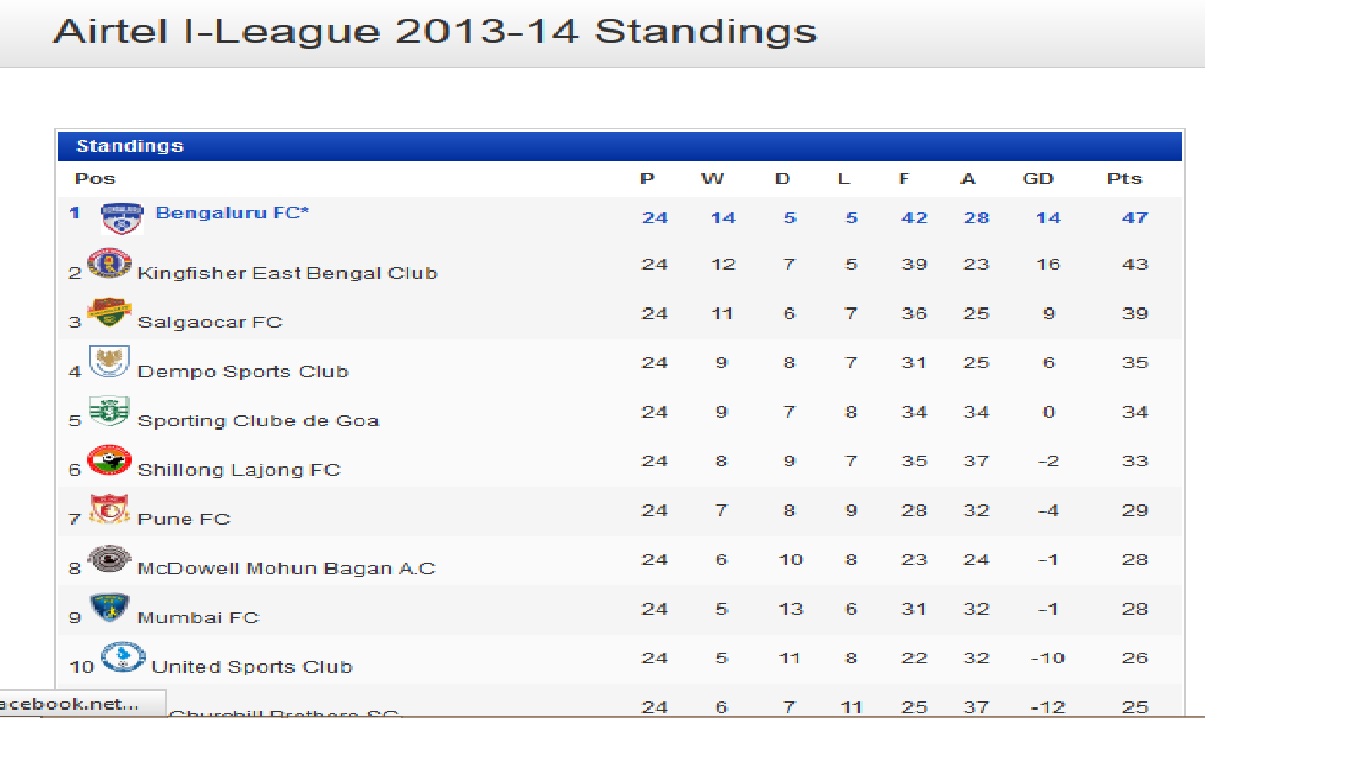 Airtel I-League 2013-14 Standings
Standings
Pos P W D L F A GD Pts
1 Bengaluru FC* 24 14 5 5 42 28 14 47
2 Kingfisher East Bengal Club 24 12 7 5 39 23 16 43
3 Salgaocar FC 24 11 6 7 36 25 9 39
4 Dempo Sports Club 24 9 8 7 31 25 6 35
5 Sporting Clube de Goa 24 9 7 8 34 34 0 34
6 Shillong Lajong FC 24 8 9 7 35 37 -2 33
7 Pune FC 24 7 8 9 28 32 -4 29
8 McDowell Mohun Bagan A.C 24 6 10 8 23 24 -1 28
9 Mumbai FC 24 5 13 6 31 32 -1 28
10 United Sports Club 24 5 11 8 22 32 -10 26
Churchill Brothers SC. 24 6 7 11 25 37 -12 25
acebook.net...